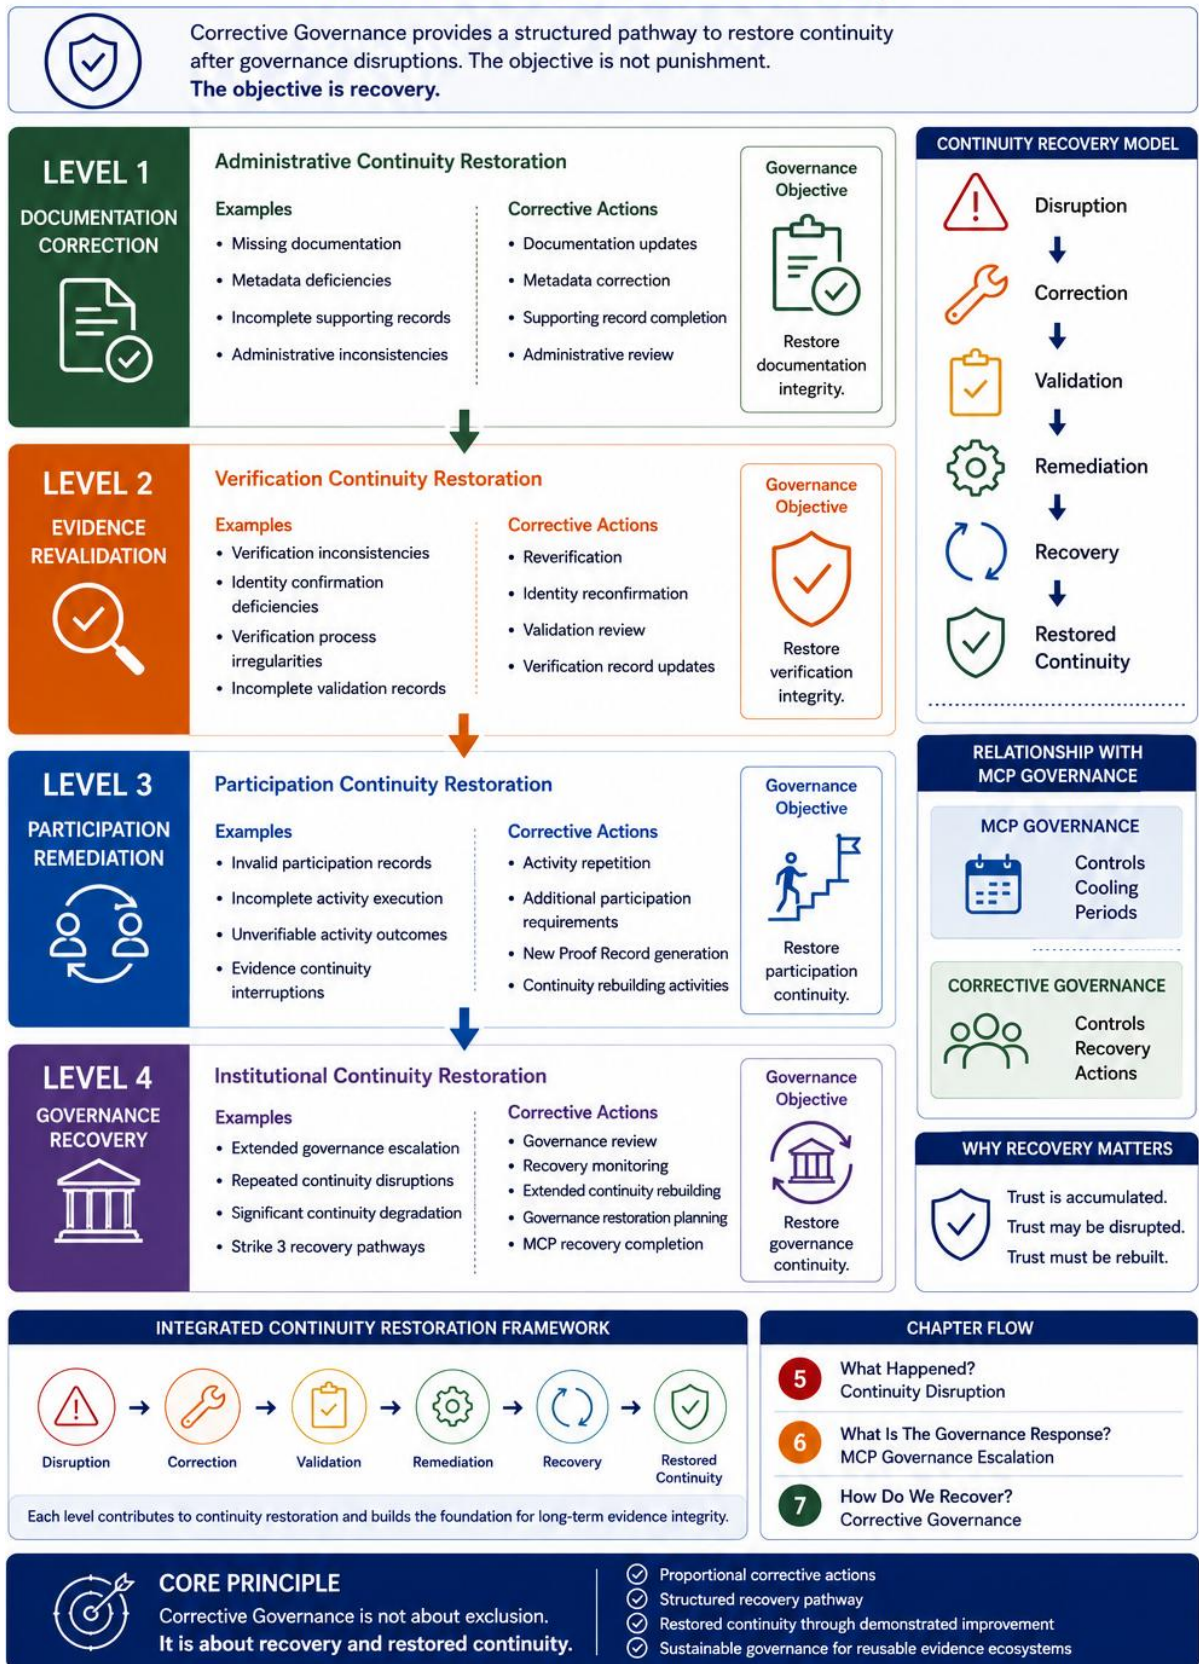 Corrective Governance provides a structured pathway to restore continuity
after governance disruptions. The objective is not punishment.
The objective is recovery.
LEVEL 1
DOCUMENTATION
CORRECTION
Administrative Continuity Restoration
Examples
• Missing documentation
• Metadata deficiencies
• Incomplete supporting records
• Administrative inconsistencies
Corrective Actions
• Documentation updates
• Metadata correction
• Supporting record completion
• Administrative review
Governance
Objective
Restore
documentation
integrity.
LEVEL 2
EVIDENCE
REVALIDATION
Verification Continuity Restoration
Examples
• Verification inconsistencies
• Identity confirmation
deficiencies
• Verification process
irregularities
• Incomplete validation records
Corrective Actions
• Reverification
• Identity reconfirmation
• Validation review
• Verification record updates
Governance
Objective
Restore
verification
integrity.
LEVEL 3
PARTICIPATION
REMEDIATION
Participation Continuity Restoration
Examples
• Invalid participation records
• Incomplete activity execution
• Unverifiable activity outcomes
• Evidence continuity
interruptions
Corrective Actions
• Activity repetition
• Additional participation
requirements
• New Proof Record generation
• Continuity rebuilding activities
Governance
Objective
Restore
participation
continuity.
LEVEL 4
GOVERNANCE
RECOVERY
Institutional Continuity Restoration
Examples
• Extended governance escalation
• Repeated continuity disruptions
• Significant continuity degradation
• Strike 3 recovery pathways
Corrective Actions
• Governance review
• Recovery monitoring
• Extended continuity rebuilding
• Governance restoration planning
• MCP recovery completion
Governance
Objective
Restore
governance
continuity.
CONTINUITY RECOVERY MODEL
Disruption
Correction
Validation
Remediation
Recovery
Restored
Continuity
RELATIONSHIP WITH
MCP GOVERNANCE
MCP GOVERNANCE
Controls
Cooling
Periods
CORRECTIVE GOVERNANCE
Controls
Recovery
Actions
WHY RECOVERY MATTERS
Trust is accumulated.
Trust may be disrupted.
Trust must be rebuilt.
INTEGRATED CONTINUITY RESTORATION FRAMEWORK
Disruption
Correction
Validation
Remediation
Recovery
Restored
Continuity
Each level contributes to continuity restoration and builds the foundation for long-term evidence integrity.
CHAPTER FLOW
5
What Happened?
Continuity Disruption
6
What Is The Governance Response?
MCP Governance Escalation
7
How Do We Recover?
Corrective Governance
CORE PRINCIPLE
Corrective Governance is not about exclusion.
It is about recovery and restored continuity.
Proportional corrective actions
Structured recovery pathway
Restored continuity through demonstrated improvement
Sustainable governance for reusable evidence ecosystems